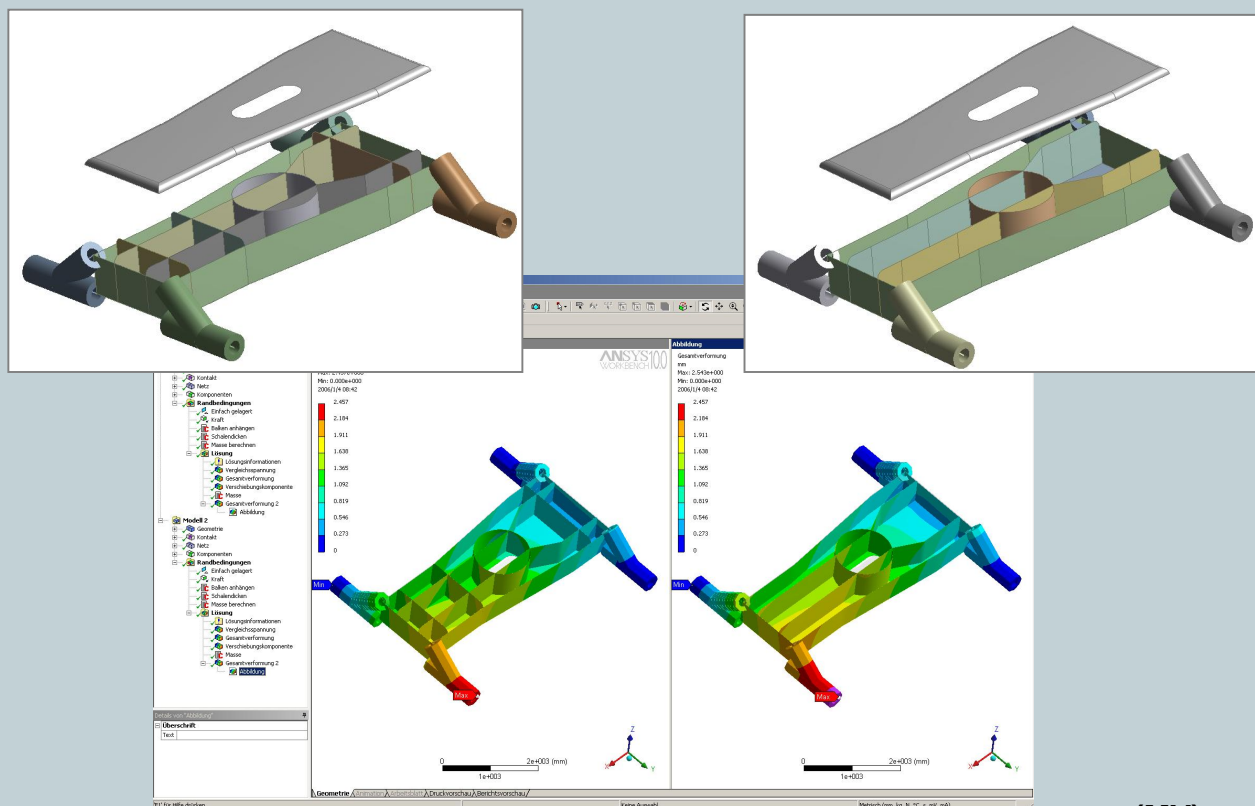 ANSYS 10.0
WORKBENCH
Kontakt
Netz
Komponenten
Randbedingungen
Einfach gelagert
Kraft
Balken anhängen
Schalendicken
Masse berechnen
Lösung
Lösungsinformationen
Vergleichsspannung
Gesamtverformung
Verschiebungskomponente
Masse
Gesamtverformung 2
Abbildung
Modell 2
Geometrie
Kontakt
Netz
Komponenten
Randbedingungen
Einfach gelagert
Kraft
Balken anhängen
Schalendicken
Masse berechnen
Lösung
Lösungsinformationen
Vergleichsspannung
Gesamtverformung
Verschiebungskomponente
Masse
Gesamtverformung 2
Abbildung
Details von "Abbildung"
Überschrift
Text
Min: 0.000e+000
2006/1/4 08:42
2.457
2.184
1.911
1.638
1.365
1.092
0.819
0.546
0.273
0
Min
Max
Z
X
Y
0
2e+003 (mm)
1e+003
Abbildung
Gesamtverformung
mm
Max: 2.543e+000
Min: 0.000e+000
2006/1/4 08:42
2.457
2.184
1.911
1.638
1.365
1.092
0.819
0.546
0.273
0
Min
Max
Z
X
Y
0
2e+003 (mm)
1e+003
Geometrie
Animation
Arbeitsblatt
Druckvorschau
Berichtsvorschau
Keine Auswahl